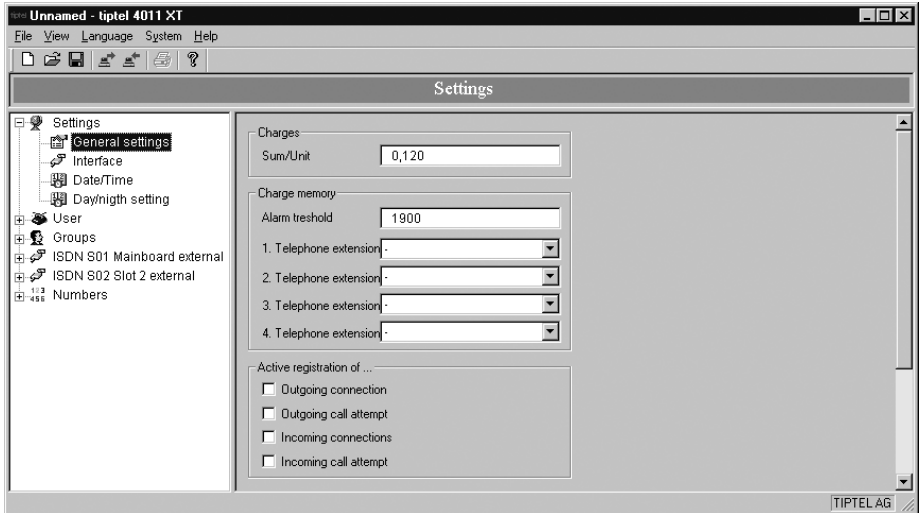 tiptel Unnamed - tiptel 4011 XT
File View Language System Help
Settings
Settings
General settings
Interface
Date/Time
Day/nigth setting
User
Groups
ISDN S01 Mainboard external
ISDN S02 Slot 2 external
123
456 Numbers
Charges
Sum/Unit 0,120
Charge memory
Alarm treshold 1900
1. Telephone extension -
2. Telephone extension -
3. Telephone extension -
4. Telephone extension -
Active registration of ...
Outgoing connection
Outgoing call attempt
Incoming connections
Incoming call attempt
TIPTEL AG